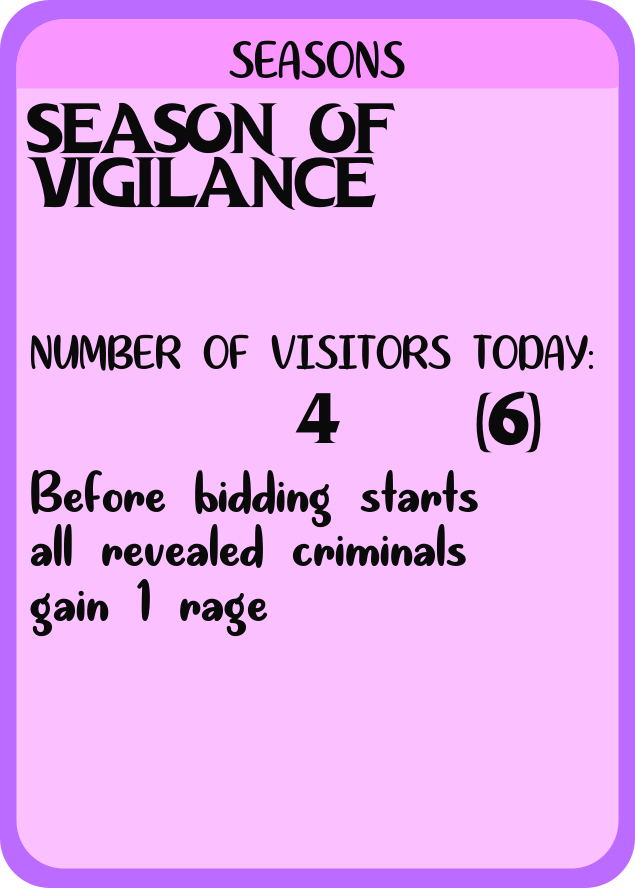 SEASONS
SEASON OF
VIGILANCE
NUMBER OF VISITORS TODAY:
4 (6)
Before bidding starts
all revealed criminals
gain 1 rage